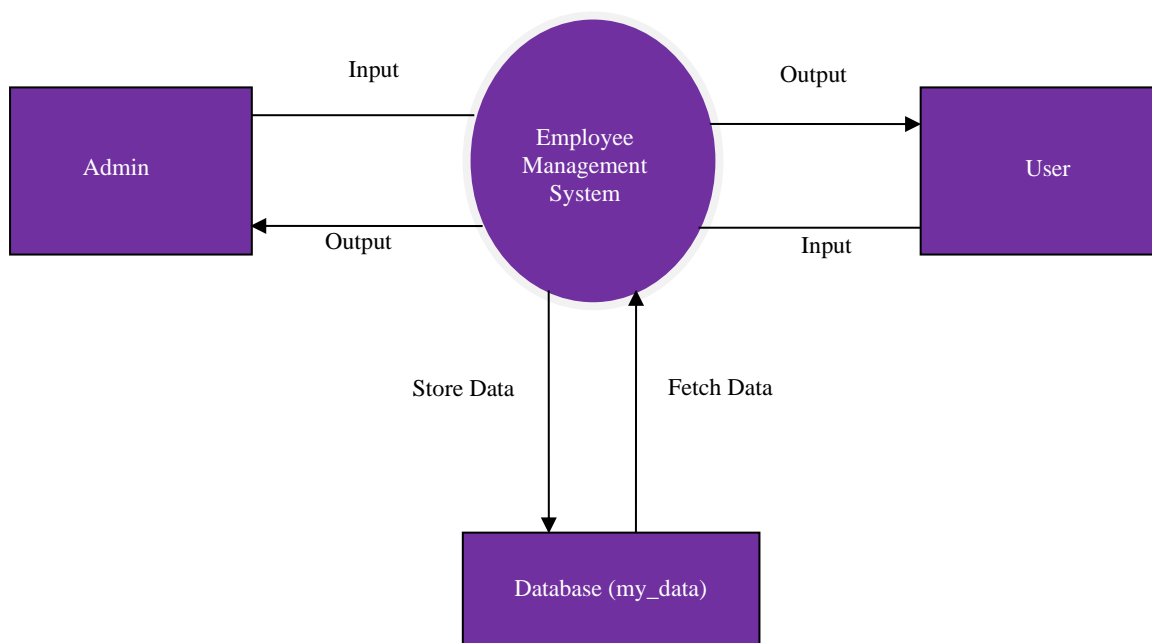 Input
Output
Admin
Employee
Management
System
User
Output
Input
Store Data
Fetch Data
Database (my_data)